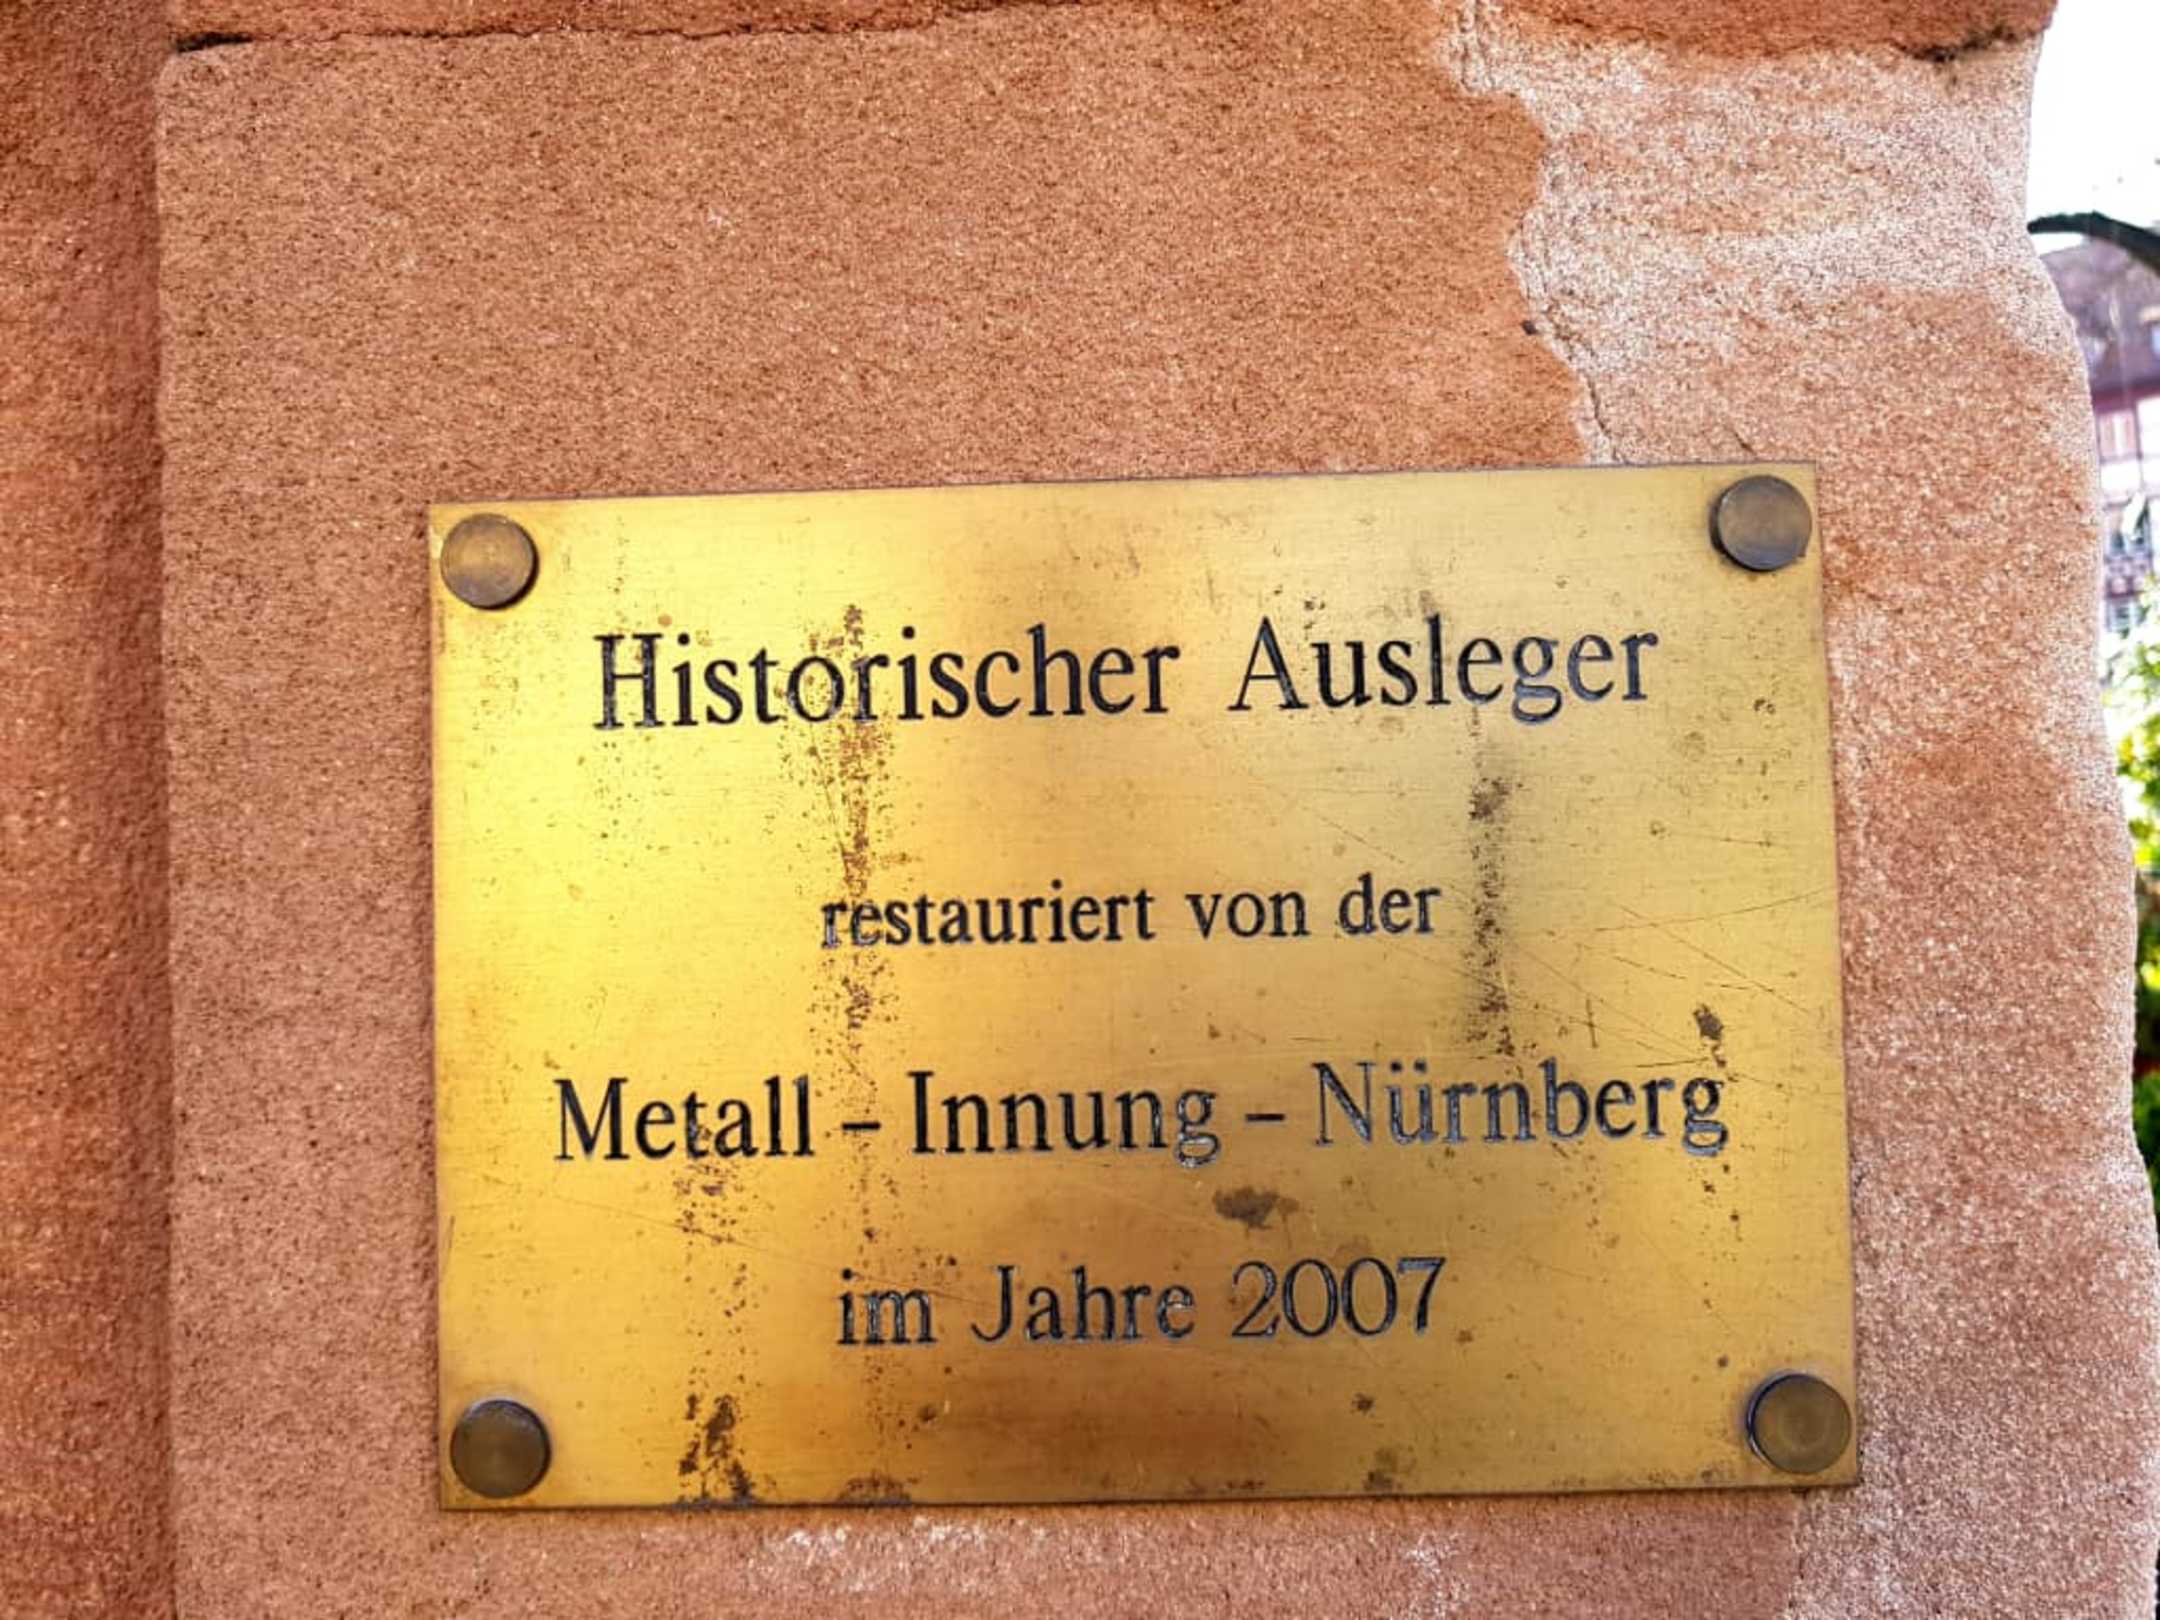 Historischer Ausleger
restauriert von der
Metall - Innung - Nürnberg
im Jahre 2007